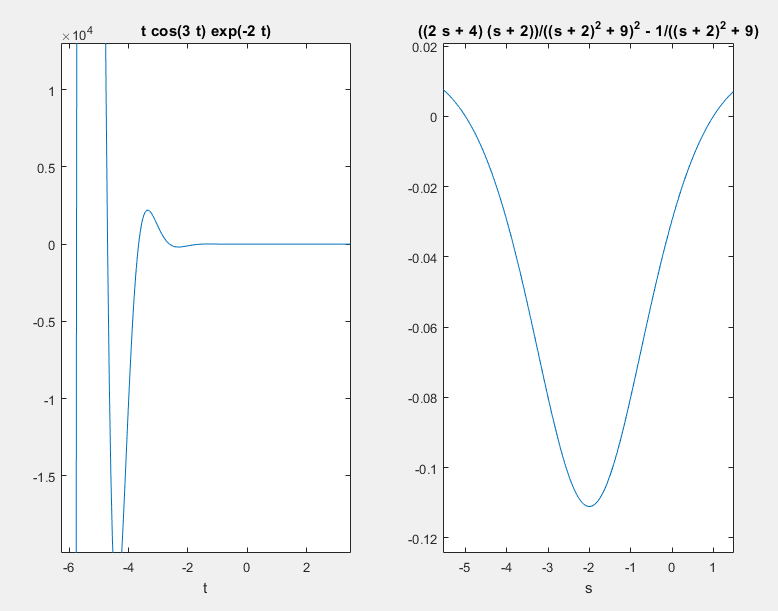 t cos(3 t) exp(-2 t)
×10⁴
1
0.5
0
-0.5
-1
-1.5
-6 -4 -2 0 2
t
((2 s + 4) (s + 2))/((s + 2)² + 9)² - 1/((s + 2)² + 9)
0.02
0
-0.02
-0.04
-0.06
-0.08
-0.1
-0.12
-5 -4 -3 -2 -1 0 1
s